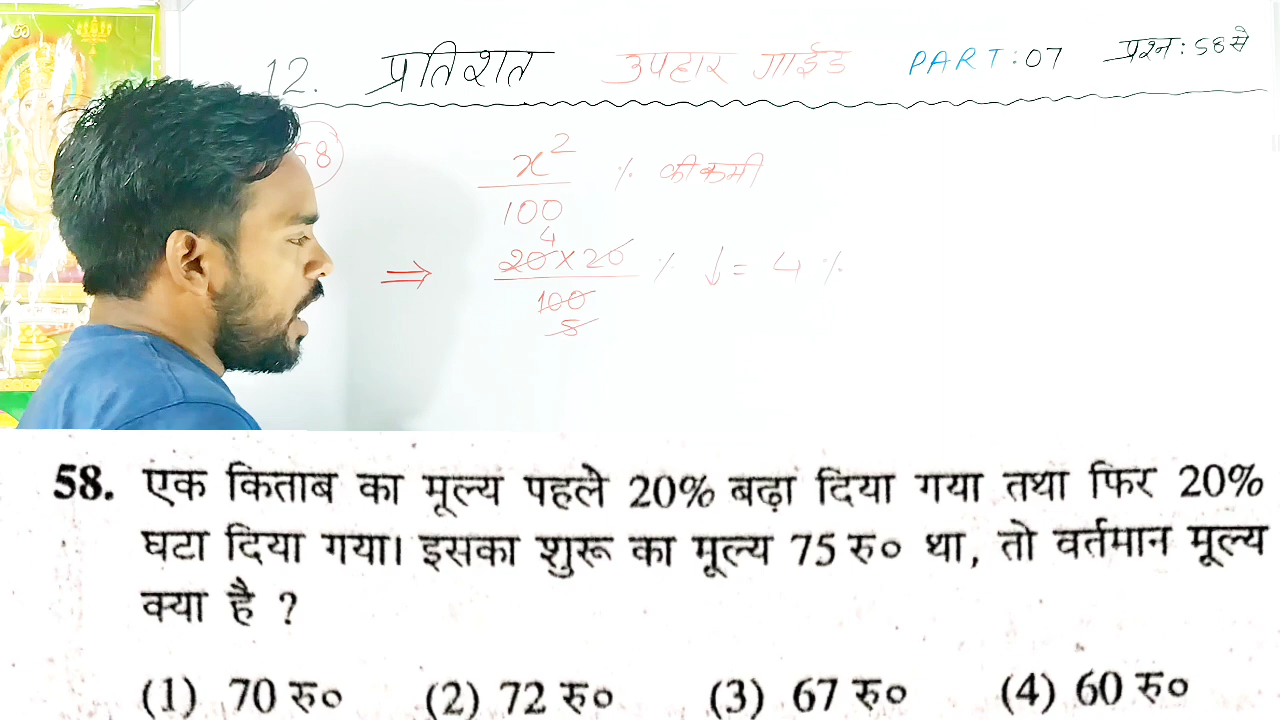 12. प्रतिशत उपहार गाईड PART:07 प्रश्न: 58 से
58
x² % की कमी
100
4
⇒ 20 x 20 % ↓ = 4 %
100
5
58. एक किताब का मूल्य पहले 20% बढ़ा दिया गया तथा फिर 20%
घटा दिया गया। इसका शुरू का मूल्य 75 रु० था, तो वर्तमान मूल्य
क्या है ?
(1) 70 रु० (2) 72 रु० (3) 67 रु० (4) 60 रु०